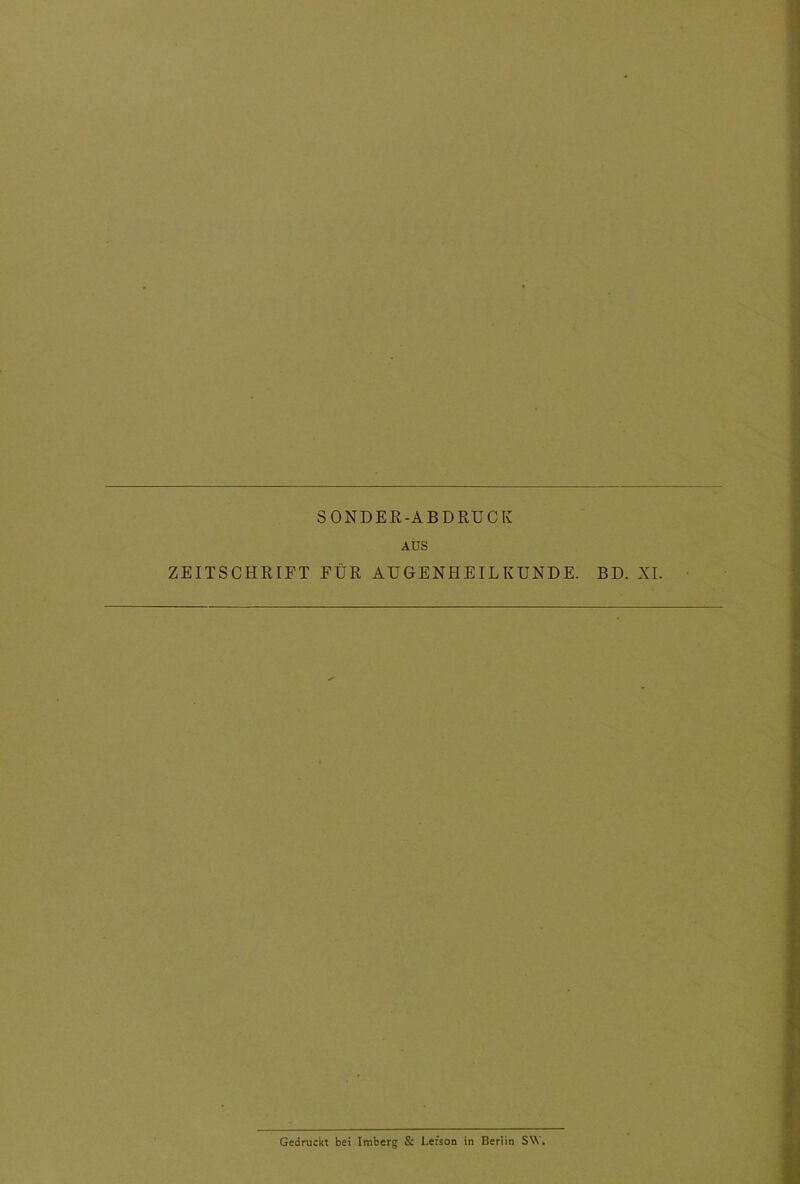 SONDER-ABDRUCK
AUS
ZEITSCHRIFT FÜR AUGENHEILKUNDE. BD. XI.
Gedruckt bei Imberg & Lefson in Berlin SW.